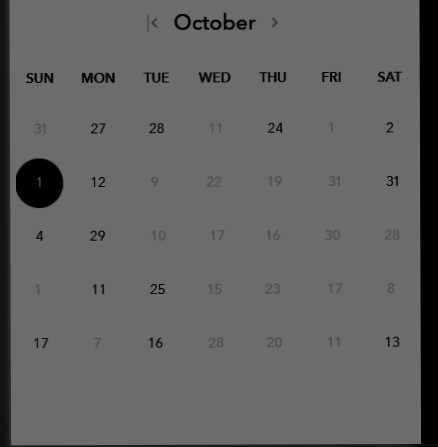 |< October >
SUN MON TUE WED THU FRI SAT
31 27 28 11 24 1 2
1 12 9 22 19 31 31
4 29 10 17 16 30 28
1 11 25 15 23 17 8
17 7 16 28 20 11 13